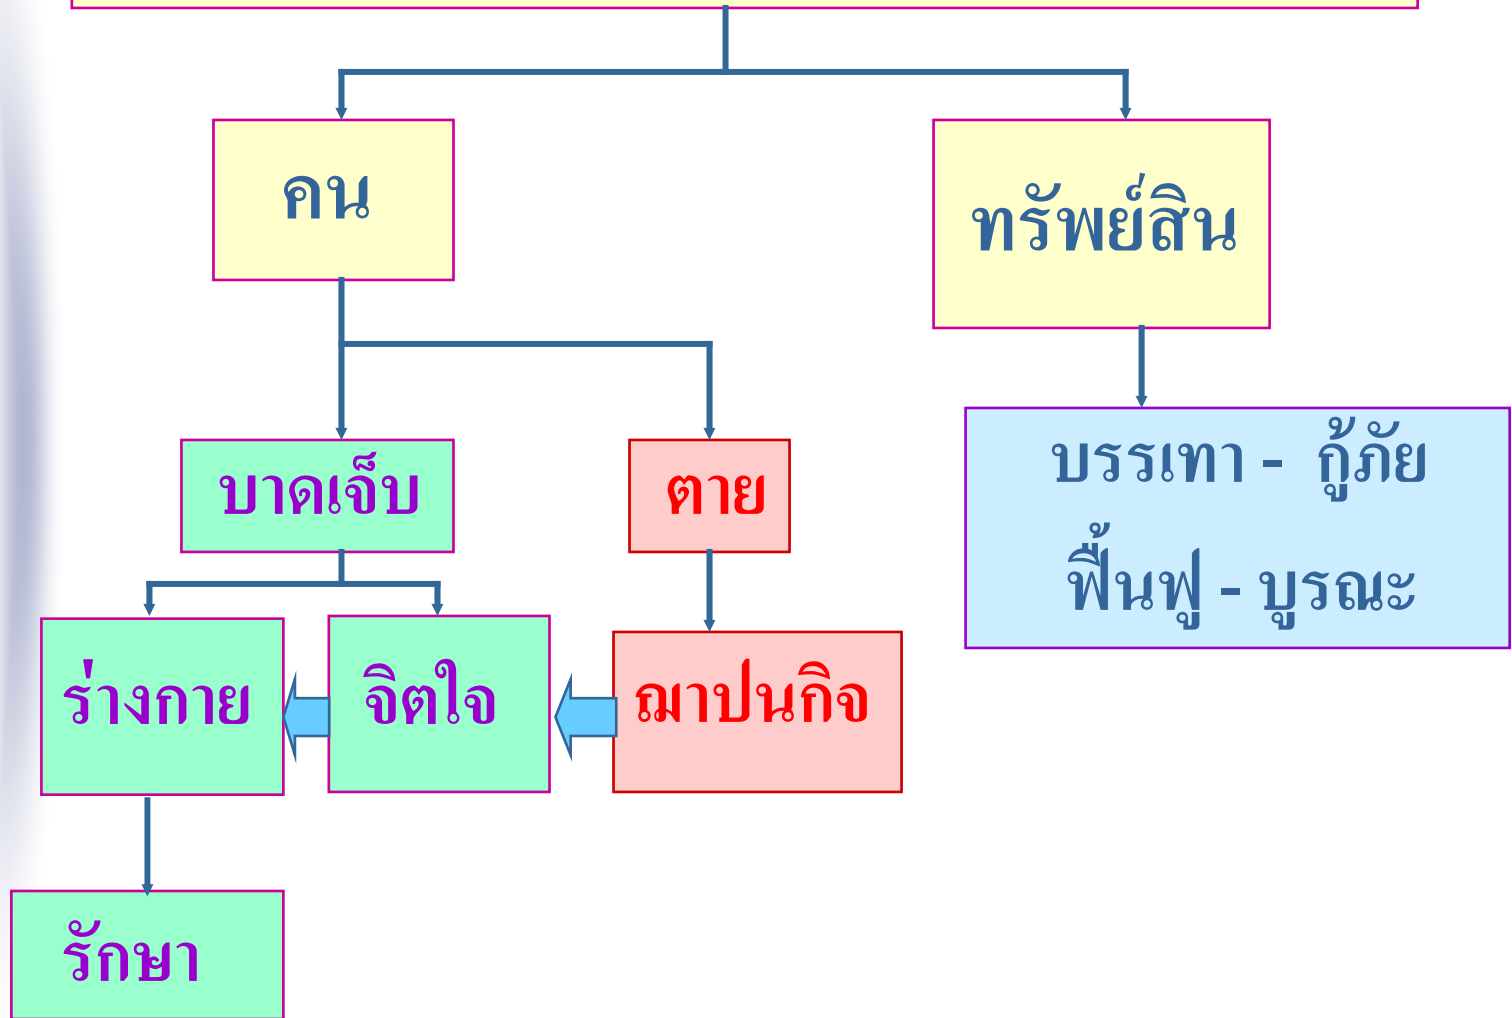 คน
ทรัพย์สิน
บรรเทา - กู้ภัย
ฟื้นฟู - บูรณะ
บาดเจ็บ
ตาย
ร่างกาย
จิตใจ
ฌาปนกิจ
รักษา